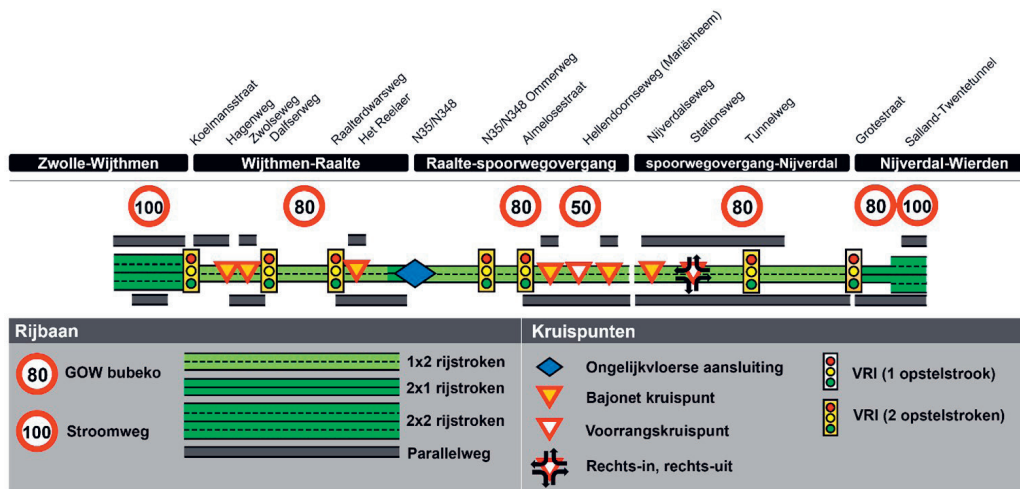 Koelmansstraat
Hagenweg
Zwolseweg
Dalfserweg
Raalterdwarsweg
Het Reelaer
N35/N348
N35/N348 Ommerweg
Almelosestraat
Hellendoornseweg (Mariënheem)
Nijverdalseweg
Stationsweg
Tunnelweg
Grotestraat
Salland-Twentetunnel
Zwolle-Wijthmen
Wijthmen-Raalte
Raalte-spoorwegovergang
spoorwegovergang-Nijverdal
Nijverdal-Wierden
100
80
80
50
80
80
100
Rijbaan
80
GOW bubeko
100
Stroomweg
1x2 rijstroken
2x1 rijstroken
2x2 rijstroken
Parallelweg
Kruispunten
Ongelijkvloerse aansluiting
Bajonet kruispunt
Voorrangskruispunt
Rechts-in, rechts-uit
VRI (1 opstelstrook)
VRI (2 opstelstroken)